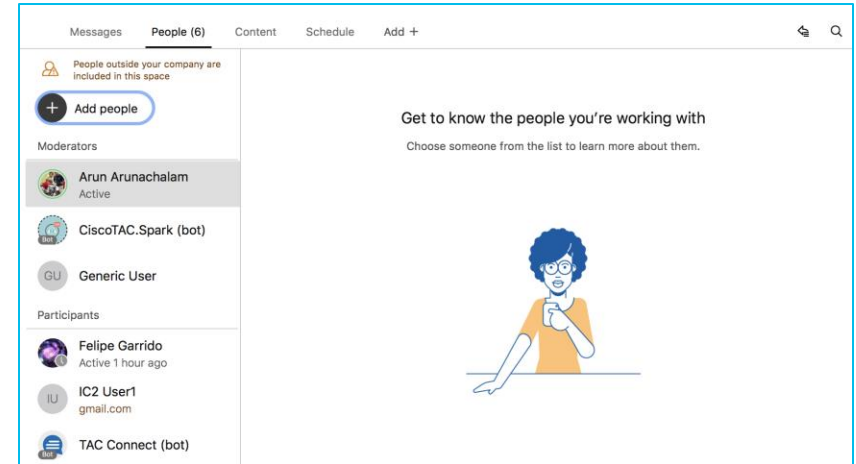 Messages People (6) Content Schedule Add +
People outside your company are
included in this space
+ Add people
Get to know the people you're working with
Choose someone from the list to learn more about them.
Moderators
Arun Arunachalam
Active
CiscoTAC.Spark (bot)
Bot
GU Generic User
Participants
Felipe Garrido
Active 1 hour ago
IU IC2 User1
gmail.com
TAC Connect (bot)
Bot